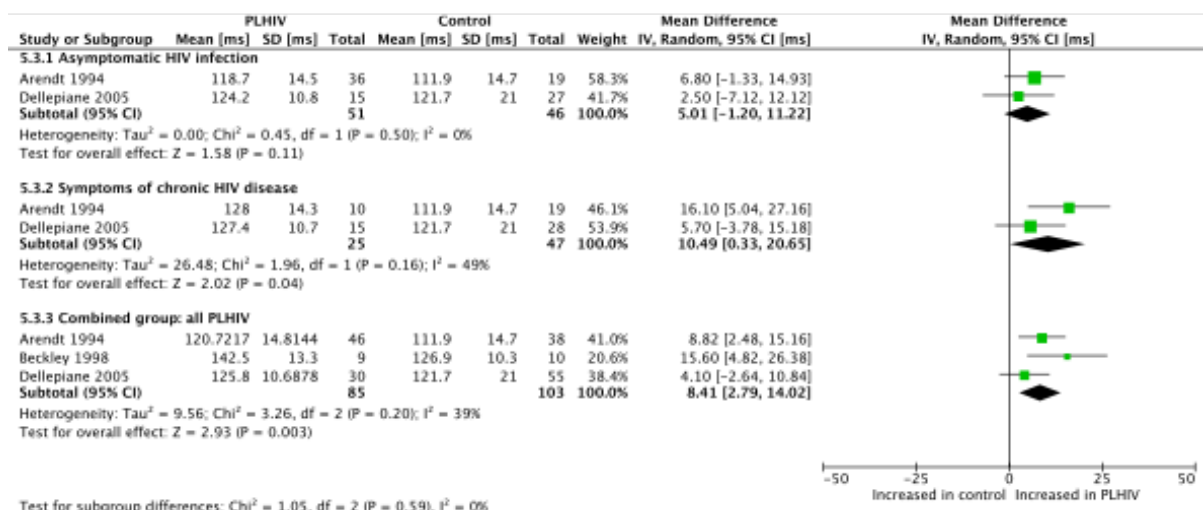 PLHIV Control Mean Difference Mean Difference
Study or Subgroup Mean [ms] SD [ms] Total Mean [ms] SD [ms] Total Weight IV, Random, 95% CI [ms] IV, Random, 95% CI [ms]
5.3.1 Asymptomatic HIV infection
Arendt 1994 118.7 14.5 36 111.9 14.7 19 58.3% 6.80 [-1.33, 14.93]
Dellepiane 2005 124.2 10.8 15 121.7 21 27 41.7% 2.50 [-7.12, 12.12]
Subtotal (95% CI) 51 46 100.0% 5.01 [-1.20, 11.22]
Heterogeneity: Tau² = 0.00; Chi² = 0.45, df = 1 (P = 0.50); I² = 0%
Test for overall effect: Z = 1.58 (P = 0.11)
5.3.2 Symptoms of chronic HIV disease
Arendt 1994 128 14.3 10 111.9 14.7 19 46.1% 16.10 [5.04, 27.16]
Dellepiane 2005 127.4 10.7 15 121.7 21 28 53.9% 5.70 [-3.78, 15.18]
Subtotal (95% CI) 25 47 100.0% 10.49 [0.33, 20.65]
Heterogeneity: Tau² = 26.48; Chi² = 1.96, df = 1 (P = 0.16); I² = 49%
Test for overall effect: Z = 2.02 (P = 0.04)
5.3.3 Combined group: all PLHIV
Arendt 1994 120.7217 14.8144 46 111.9 14.7 38 41.0% 8.82 [2.48, 15.16]
Beckley 1998 142.5 13.3 9 126.9 10.3 10 20.6% 15.60 [4.82, 26.38]
Dellepiane 2005 125.8 10.6878 30 121.7 21 55 38.4% 4.10 [-2.64, 10.84]
Subtotal (95% CI) 85 103 100.0% 8.41 [2.79, 14.02]
Heterogeneity: Tau² = 9.56; Chi² = 3.26, df = 2 (P = 0.20); I² = 39%
Test for overall effect: Z = 2.93 (P = 0.003)
-50 -25 0 25 50
Increased in control Increased in PLHIV
Test for subgroup differences: Chi² = 1.05, df = 2 (P = 0.59), I² = 0%